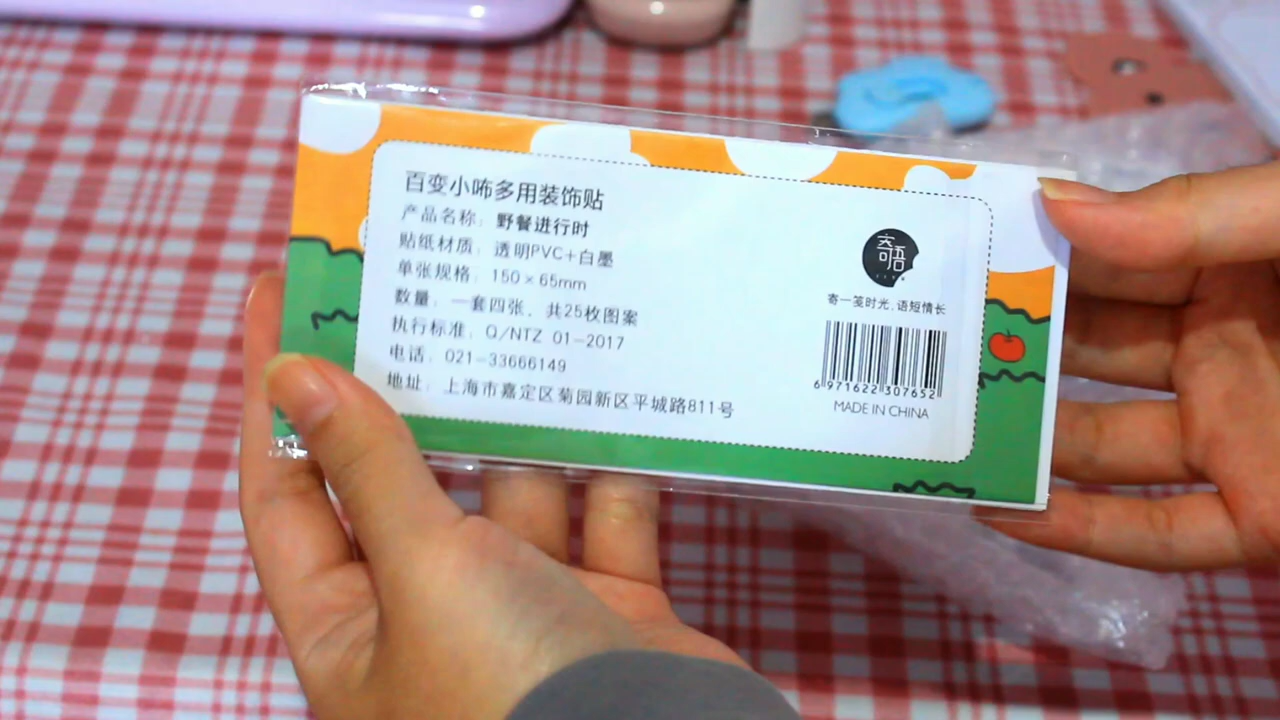 百变小咘多用装饰贴
产品名称：野餐进行时
贴纸材质：透明PVC+白墨
单张规格：150×65mm
数量：一套四张，共25枚图案
执行标准：Q/NTZ 01-2017
电话：021-33666149
地址：上海市嘉定区菊园新区平城路811号
寄语
寄一笺时光,语短情长
6 971622 307652
MADE IN CHINA